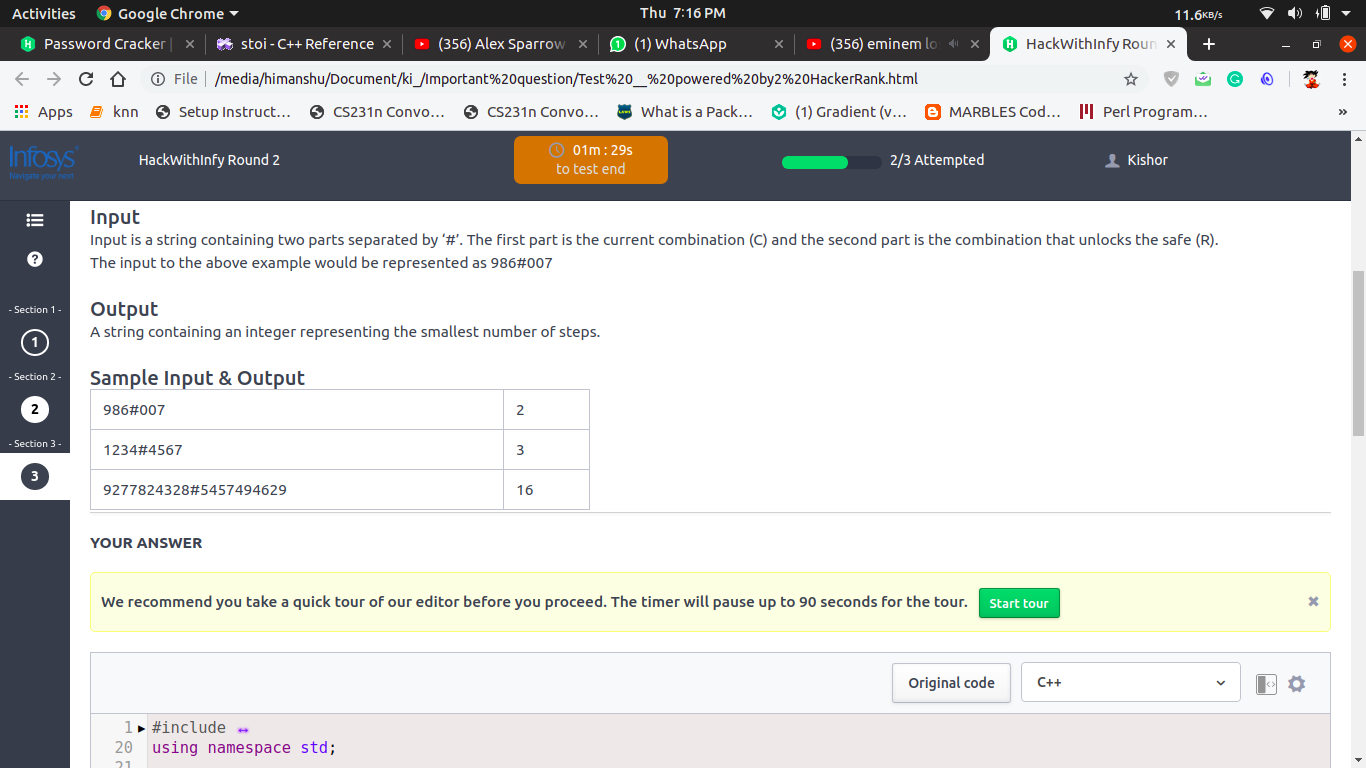 Activities Google Chrome Thu 7:16 PM 11.6KB/s
Password Cracker | stoi - C++ Reference (356) Alex Sparrow (1) WhatsApp (356) eminem lo HackWithInfy Roun
File | /media/himanshu/Document/ki_/Important%20question/Test%20__%20powered%20by2%20HackerRank.html
Apps knn Setup Instruct... CS231n Convo... CS231n Convo... What is a Pack... (1) Gradient (v... MARBLES Cod... Perl Program... »
Infosys
Navigate your next
HackWithInfy Round 2
01m : 29s
to test end
2/3 Attempted
Kishor
- Section 1 -
1
- Section 2 -
2
- Section 3 -
3
Input
Input is a string containing two parts separated by ‘#’. The first part is the current combination (C) and the second part is the combination that unlocks the safe (R).
The input to the above example would be represented as 986#007
Output
A string containing an integer representing the smallest number of steps.
Sample Input & Output
986#007 2
1234#4567 3
9277824328#5457494629 16
YOUR ANSWER
We recommend you take a quick tour of our editor before you proceed. The timer will pause up to 90 seconds for the tour. Start tour
Original code C++
1 #include
20 using namespace std;
21